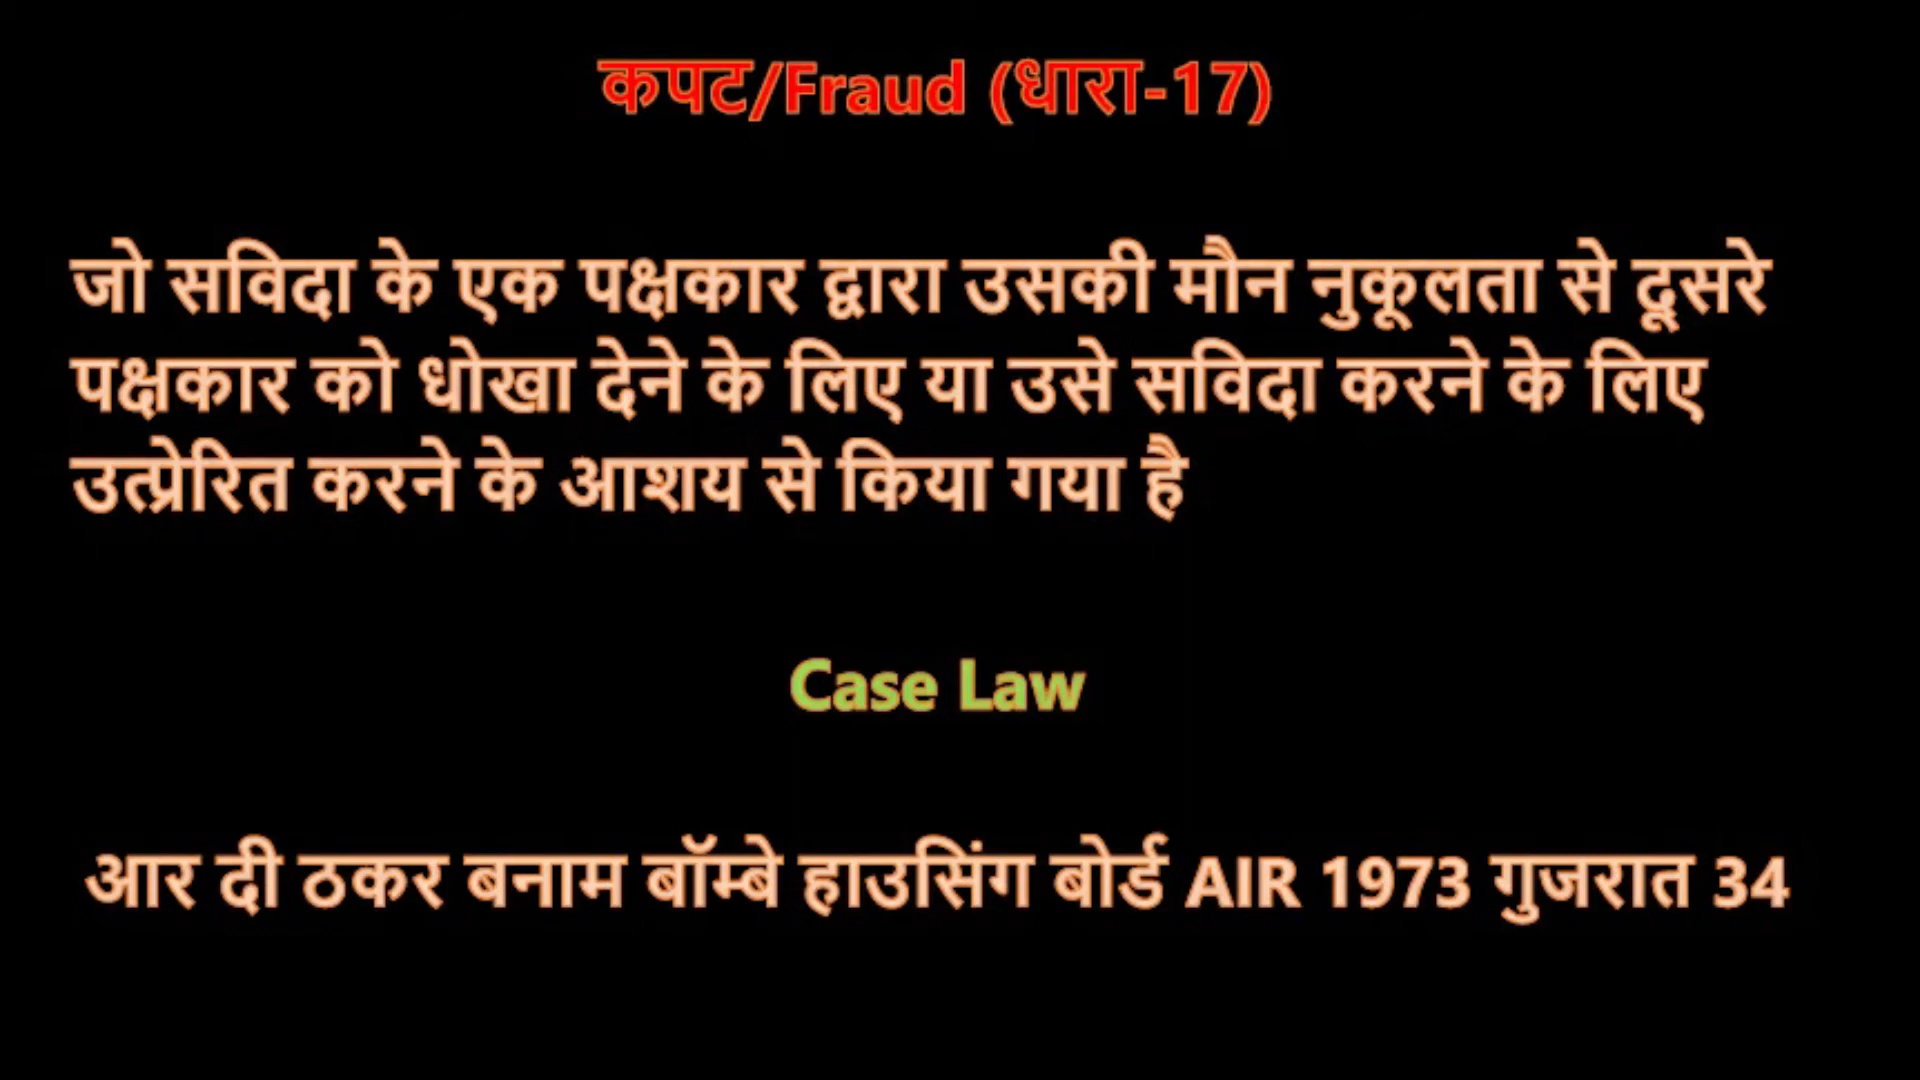 कपट/Fraud (धारा-17)
जो सविदा के एक पक्षकार द्वारा उसकी मौन नुकूलता से दूसरे
पक्षकार को धोखा देने के लिए या उसे सविदा करने के लिए
उत्प्रेरित करने के आशय से किया गया है
Case Law
आर दी ठकर बनाम बॉम्बे हाउसिंग बोर्ड AIR 1973 गुजरात 34